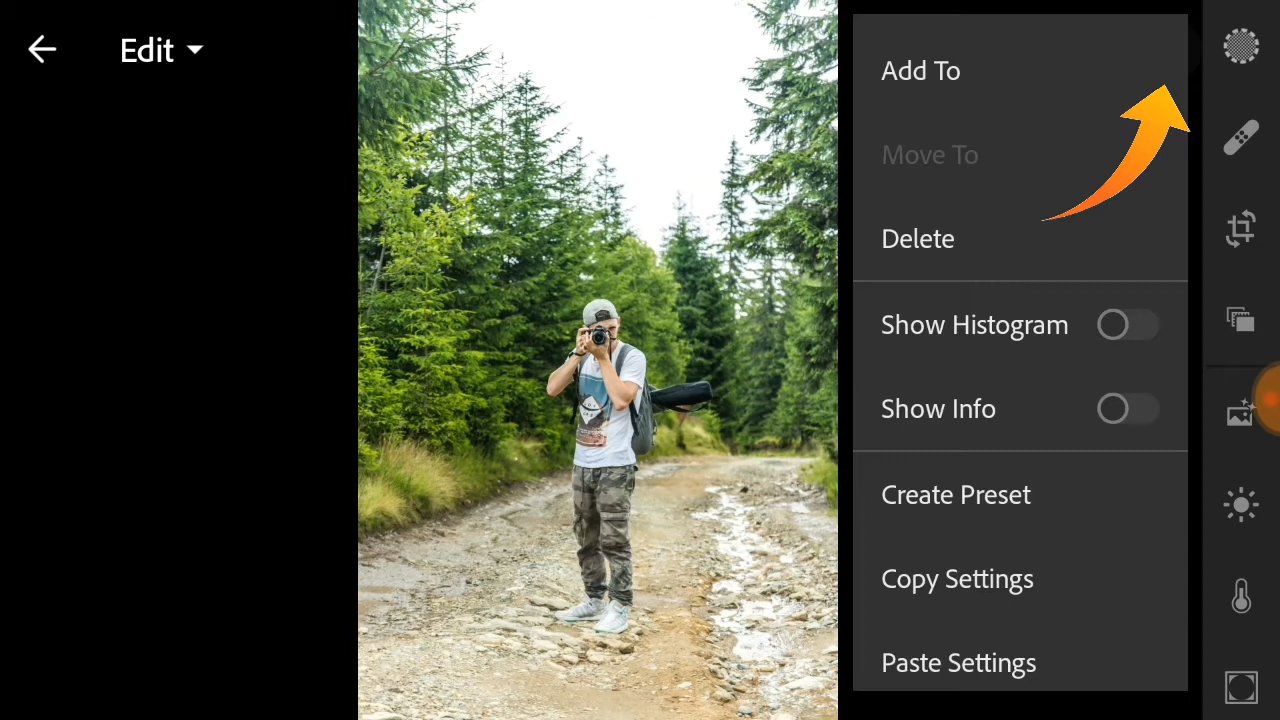 Edit
Add To
Move To
Delete
Show Histogram
Show Info
Create Preset
Copy Settings
Paste Settings